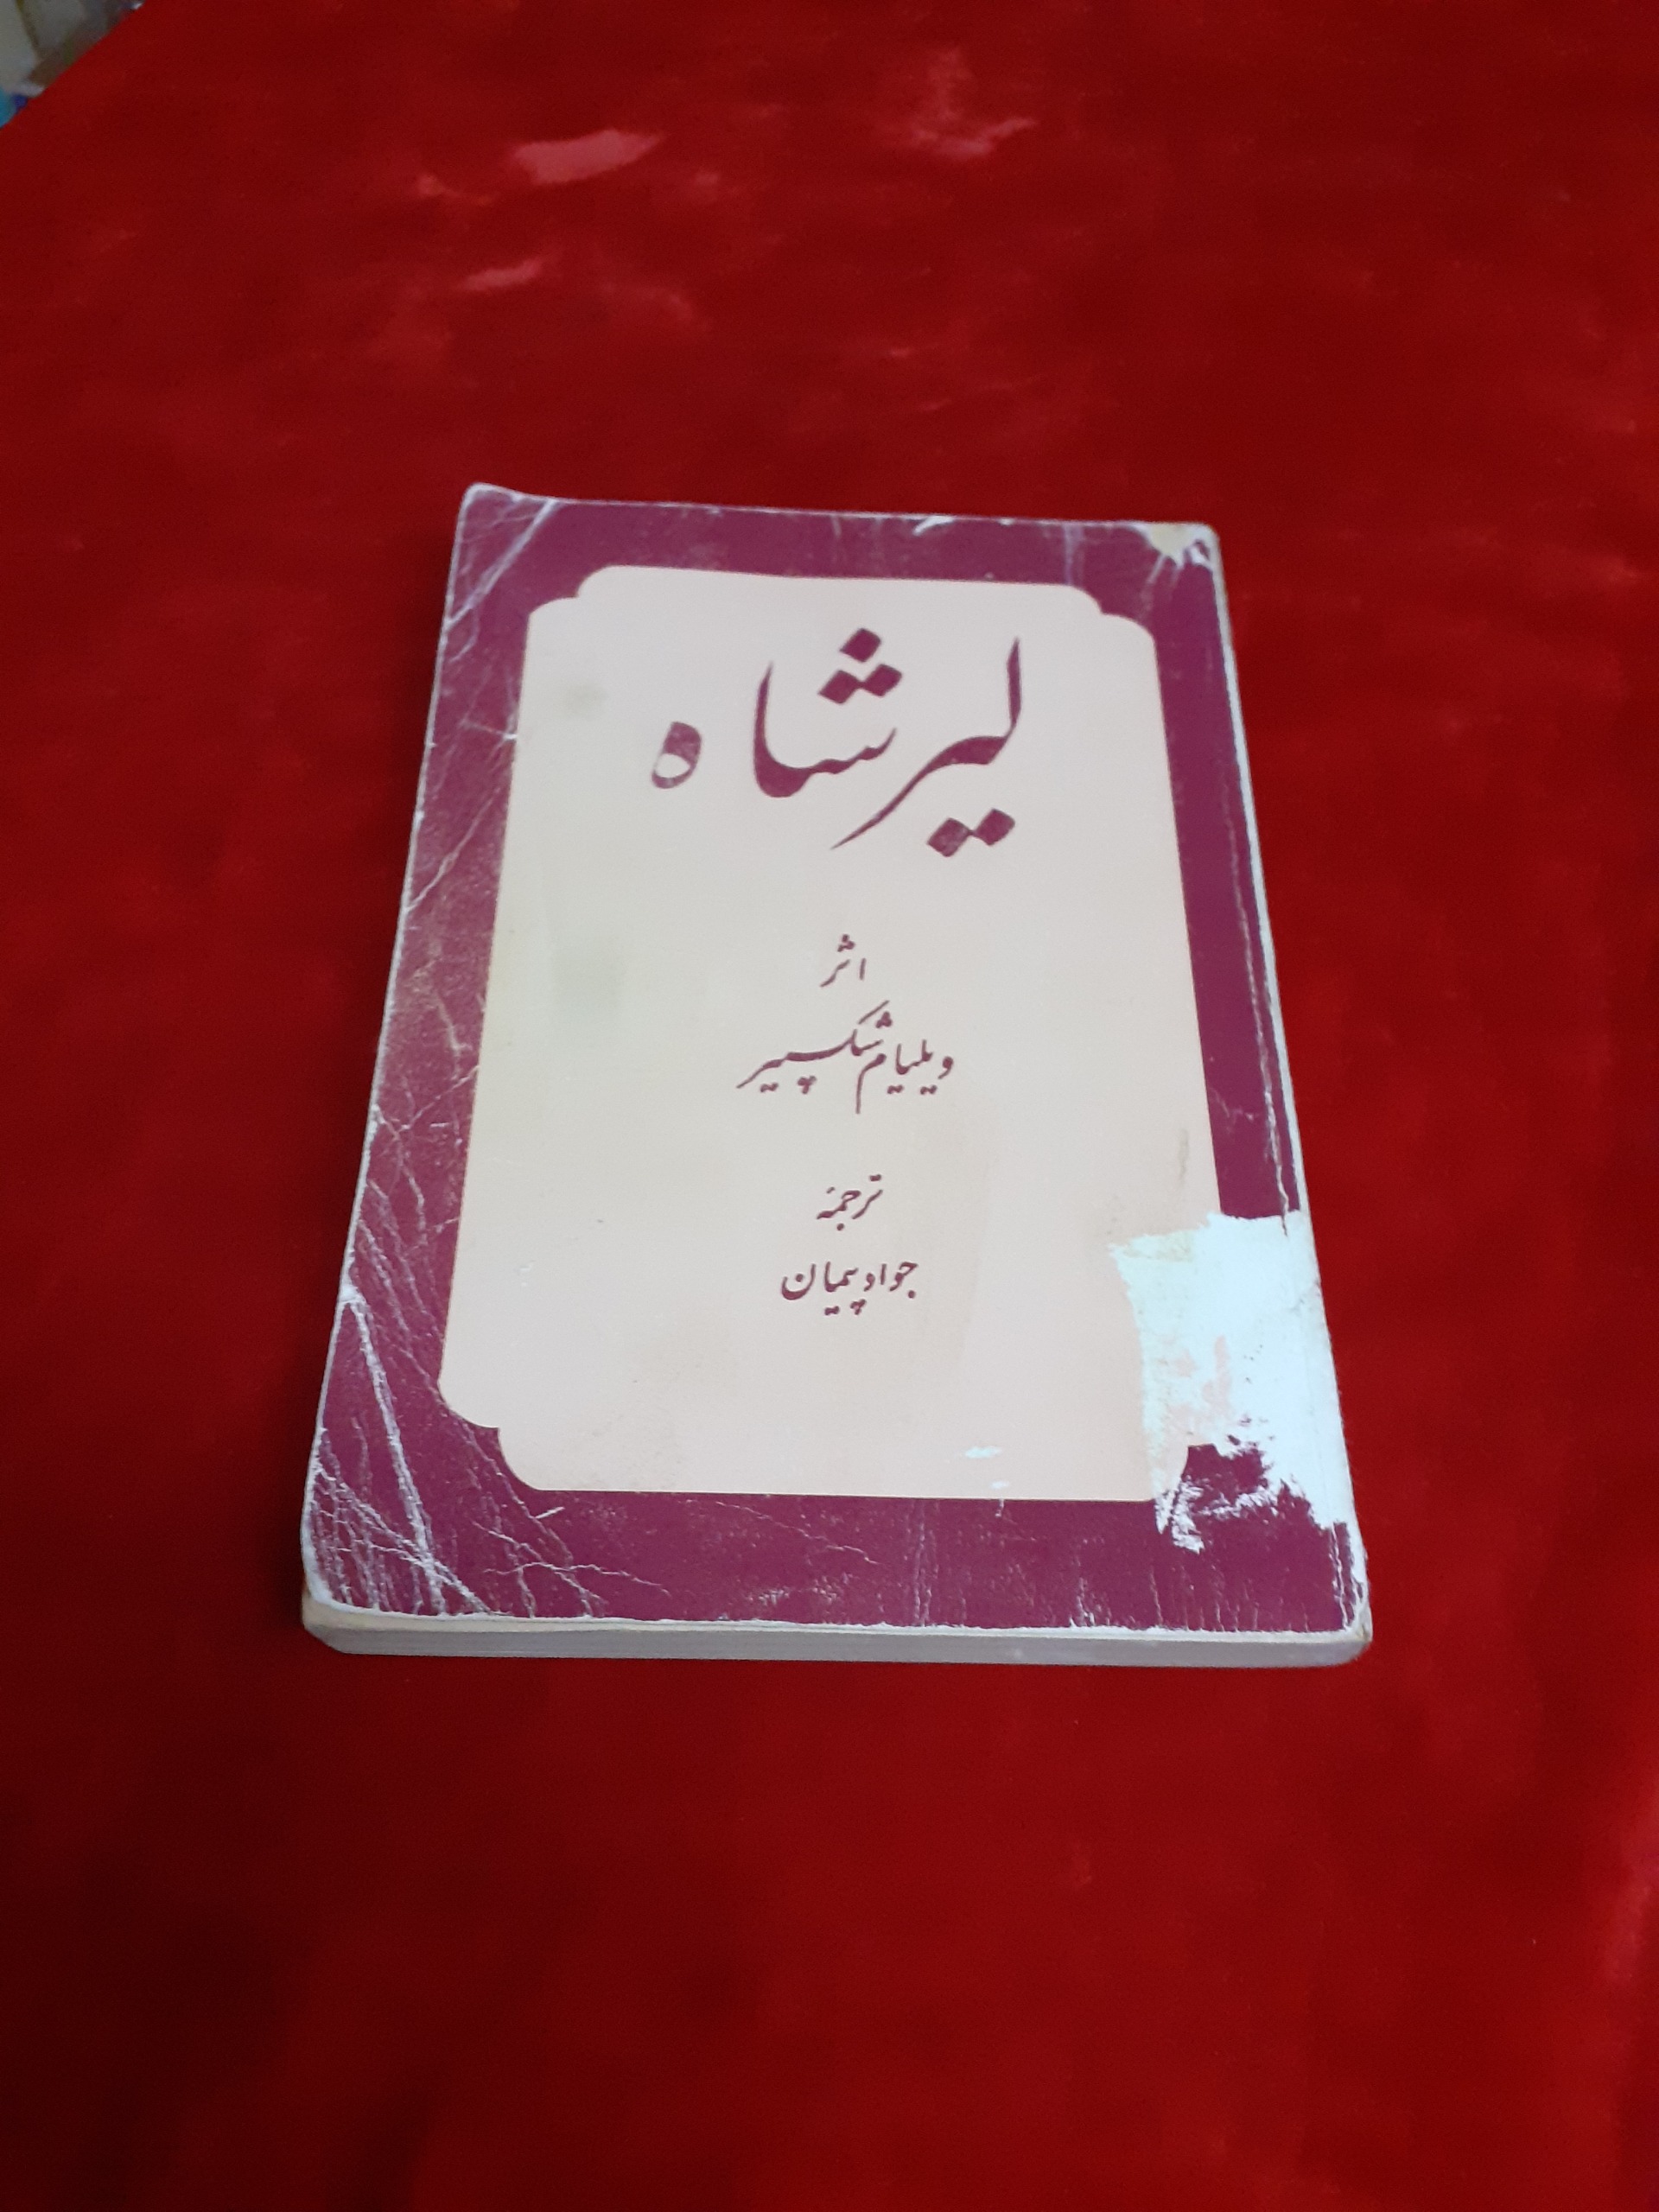 لیرشاه
اثر
ویلیام شکسپیر
ترجمهٔ
جواد پیمان